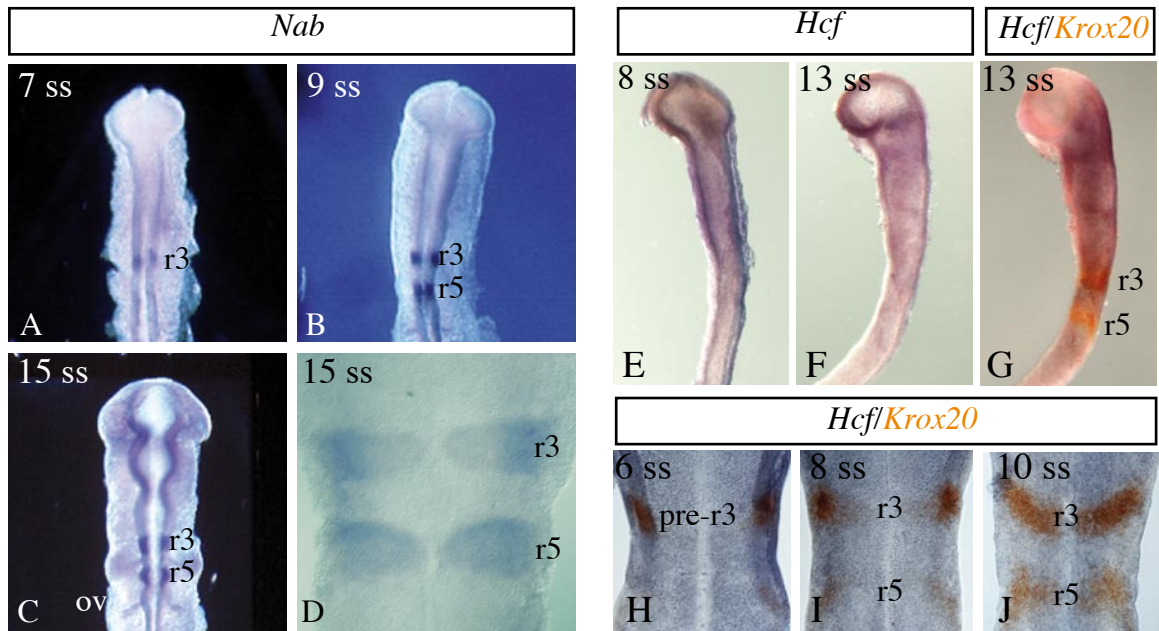 Nab
7 ss
r3
A
9 ss
r3
r5
B
15 ss
r3
r5
ov
C
15 ss
r3
r5
D
Hcf
Hcf/Krox20
8 ss
E
13 ss
F
13 ss
r3
r5
G
Hcf/Krox20
6 ss
pre-r3
H
8 ss
r3
r5
I
10 ss
r3
r5
J